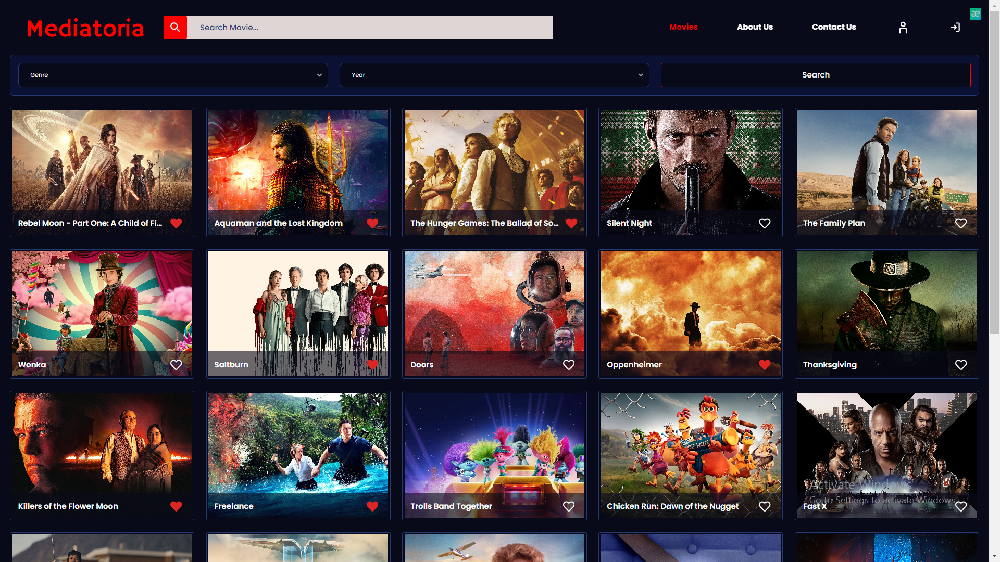 Mediatoria
Search Movie...
Movies
About Us
Contact Us
æ
Genre
Year
Search
Rebel Moon - Part One: A Child of Fi...
Aquaman and the Lost Kingdom
The Hunger Games: The Ballad of So...
Silent Night
The Family Plan
Wonka
Saltburn
Doors
Oppenheimer
Thanksgiving
Killers of the Flower Moon
Freelance
Trolls Band Together
Chicken Run: Dawn of the Nugget
Fast X
Activate Windows
Go to Settings to activate Windows.